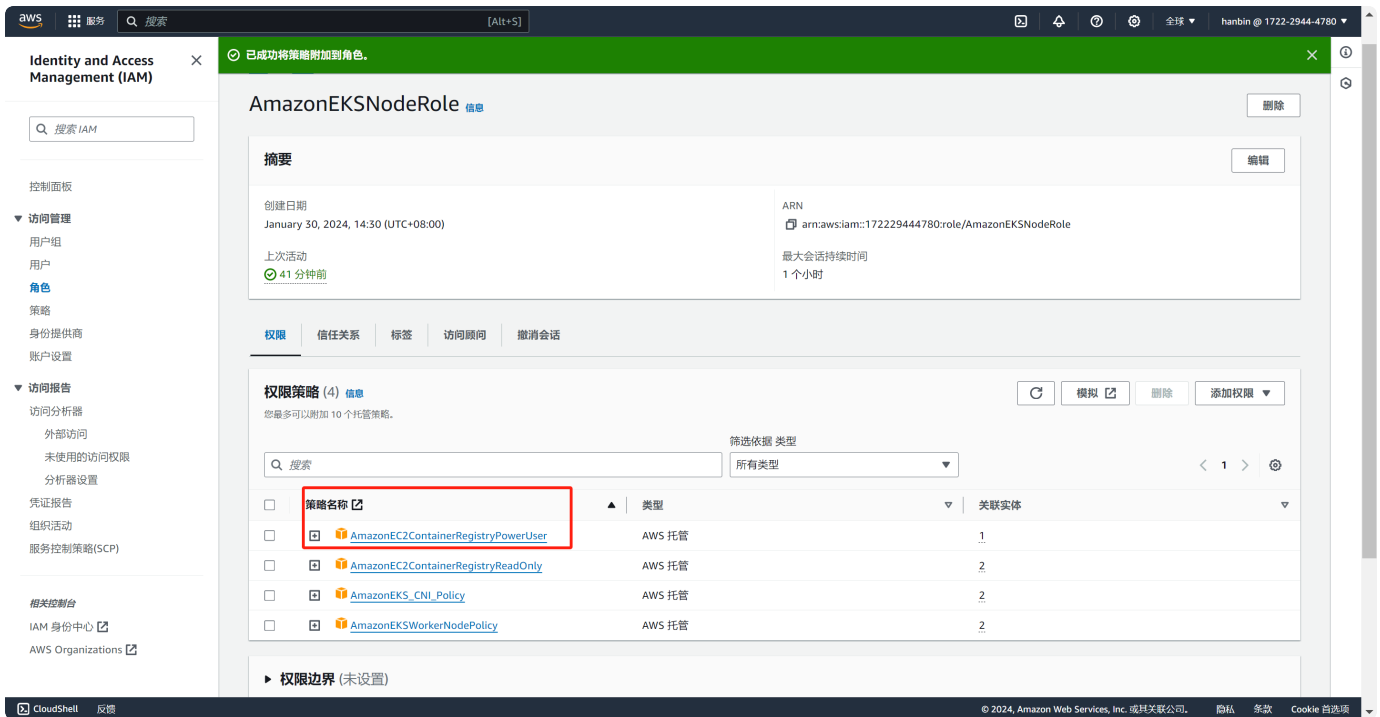 aws
服务
搜索
[Alt+S]
全球 ▼
hanbin @ 1722-2944-4780 ▼
Identity and Access
Management (IAM)
搜索 IAM
控制面板
访问管理
用户组
用户
角色
策略
身份提供商
账户设置
访问报告
访问分析器
外部访问
未使用的访问权限
分析器设置
凭证报告
组织活动
服务控制策略(SCP)
相关控制台
IAM 身份中心
AWS Organizations
已成功将策略附加到角色。
AmazonEKSNodeRole 信息
删除
摘要
编辑
创建日期
January 30, 2024, 14:30 (UTC+08:00)
ARN
arn:aws:iam::172229444780:role/AmazonEKSNodeRole
上次活动
41 分钟前
最大会话持续时间
1 个小时
权限
信任关系
标签
访问顾问
撤消会话
权限策略 (4) 信息
您最多可以附加 10 个托管策略。
模拟
删除
添加权限
筛选依据 类型
搜索
所有类型
1
策略名称
类型
关联实体
AmazonEC2ContainerRegistryPowerUser
AWS 托管
1
AmazonEC2ContainerRegistryReadOnly
AWS 托管
2
AmazonEKS_CNI_Policy
AWS 托管
2
AmazonEKSWorkerNodePolicy
AWS 托管
2
权限边界 (未设置)
CloudShell
反馈
© 2024, Amazon Web Services, Inc. 或其关联公司。
隐私
条款
Cookie 首选项